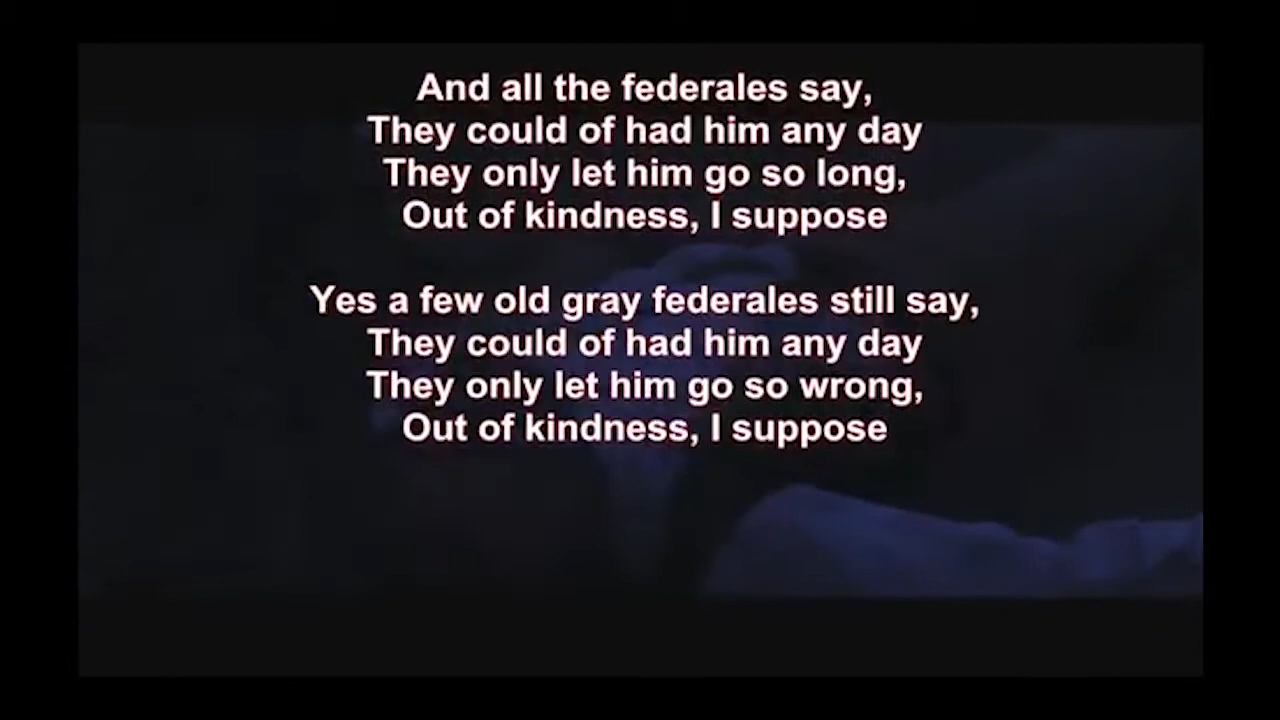 And all the federales say,
They could of had him any day
They only let him go so long,
Out of kindness, I suppose
Yes a few old gray federales still say,
They could of had him any day
They only let him go so wrong,
Out of kindness, I suppose